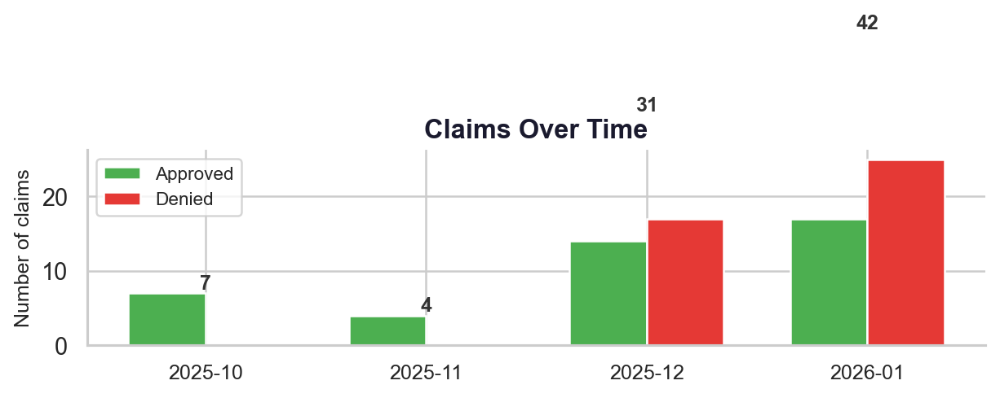 42
31
Claims Over Time
Approved
Denied
Number of claims
20
10
0
7
4
2025-10
2025-11
2025-12
2026-01